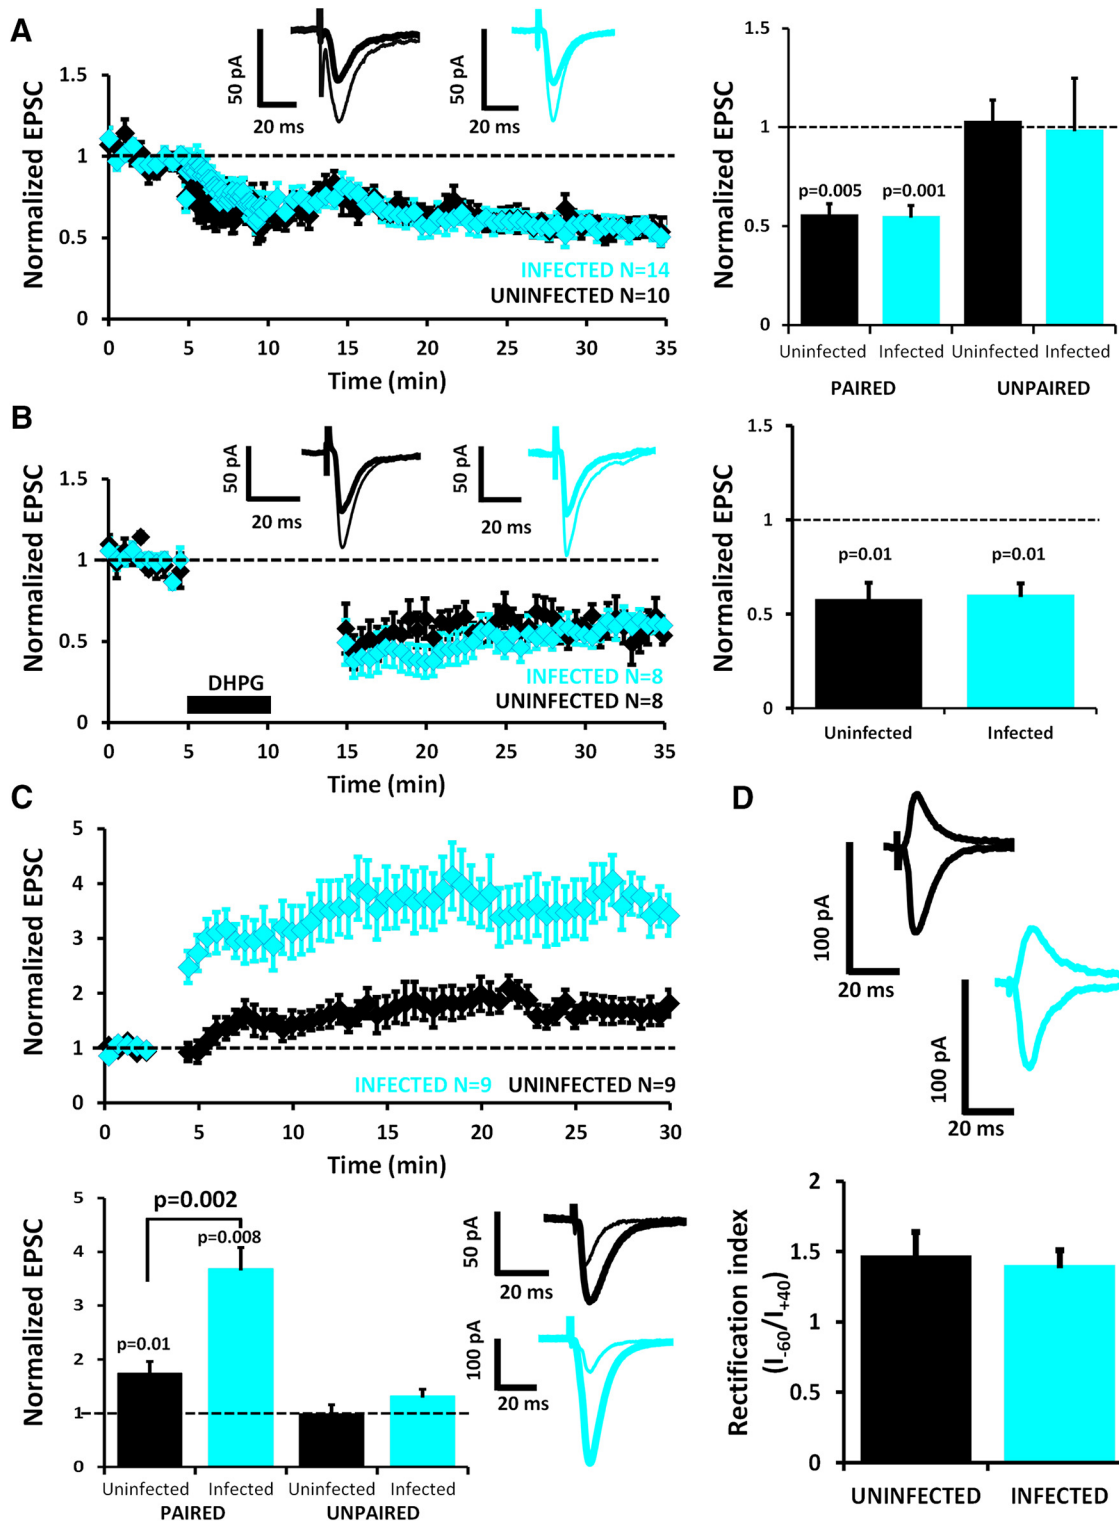 A
Normalized EPSC
1.5
1
0.5
0
50 pA
20 ms
50 pA
20 ms
INFECTED N=14
UNINFECTED N=10
0 5 10 15 20 25 30 35
Time (min)
Normalized EPSC
1.5
1
0.5
0
p=0.005 p=0.001
Uninfected Infected Uninfected Infected
PAIRED UNPAIRED
B
Normalized EPSC
1.5
1
0.5
0
50 pA
20 ms
50 pA
20 ms
DHPG
INFECTED N=8
UNINFECTED N=8
0 5 10 15 20 25 30 35
Time (min)
Normalized EPSC
1.5
1
0.5
0
p=0.01 p=0.01
Uninfected Infected
C
Normalized EPSC
5
4
3
2
1
0
INFECTED N=9 UNINFECTED N=9
0 5 10 15 20 25 30
Time (min)
Normalized EPSC
5
4
3
2
1
0
p=0.002
p=0.008
p=0.01
Uninfected Infected Uninfected Infected
PAIRED UNPAIRED
50 pA
20 ms
100 pA
20 ms
D
100 pA
20 ms
100 pA
20 ms
Rectification index
(I-60/I+40)
2
1.5
1
0.5
0
UNINFECTED INFECTED